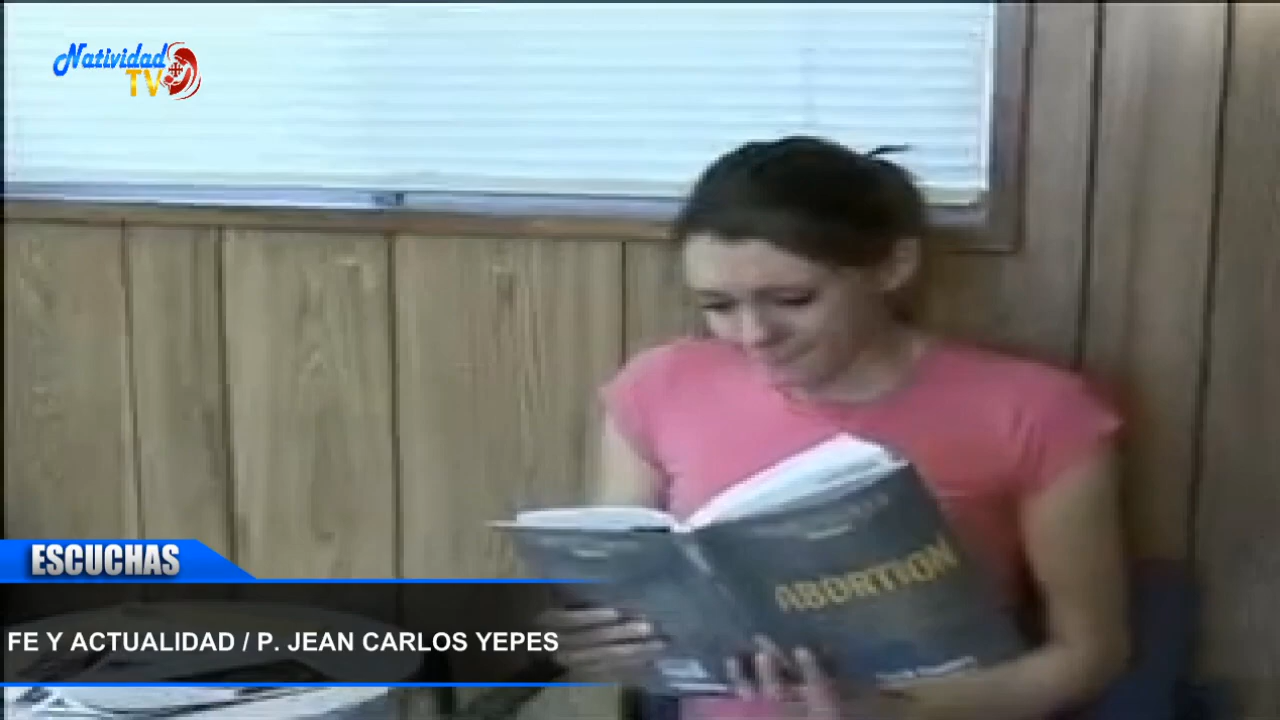 Natividad
TV
ABORTION
ESCUCHAS
FE Y ACTUALIDAD / P. JEAN CARLOS YEPES